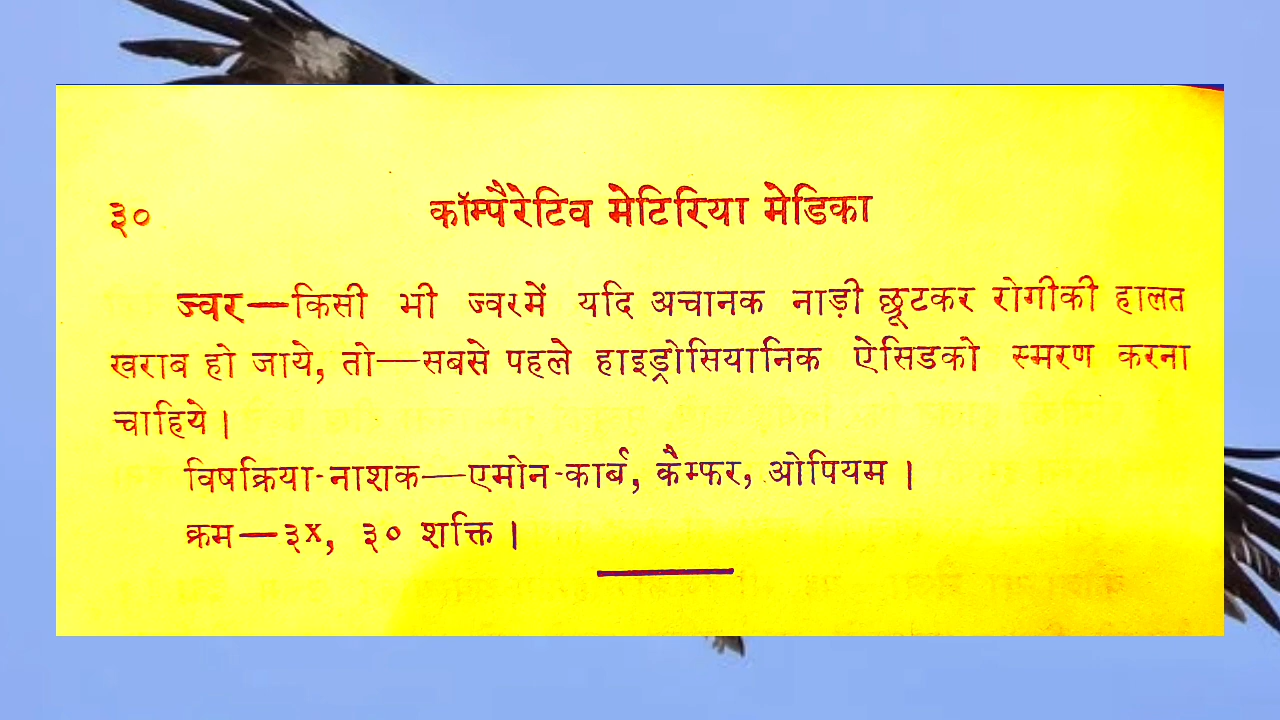 ३० कॉम्पैरेटिव मेटिरिया मेडिका
ज्वर—किसी भी ज्वरमें यदि अचानक नाड़ी छूटकर रोगीकी हालत
खराब हो जाये, तो—सबसे पहले हाइड्रोसियानिक ऐसिडको स्मरण करना
चाहिये।
विषक्रिया-नाशक—एमोन-कार्ब, कैम्फर, ओपियम।
क्रम—३x, ३० शक्ति।